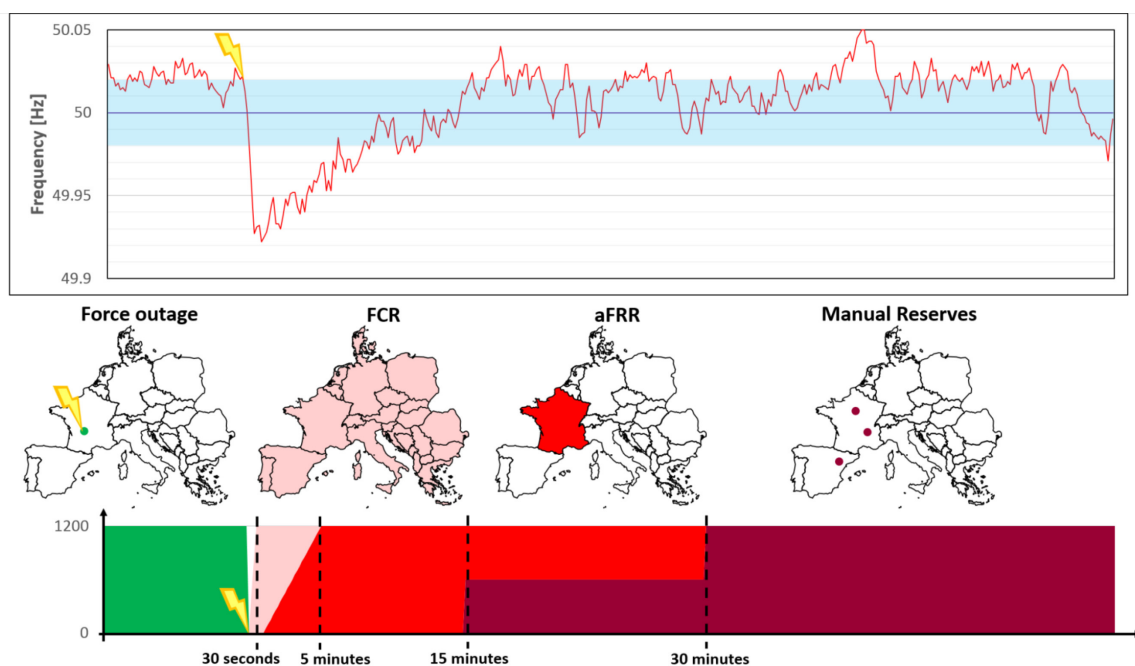 50.05
50
49.95
49.9
Frequency [Hz]
Force outage
FCR
aFRR
Manual Reserves
1200
0
30 seconds
5 minutes
15 minutes
30 minutes